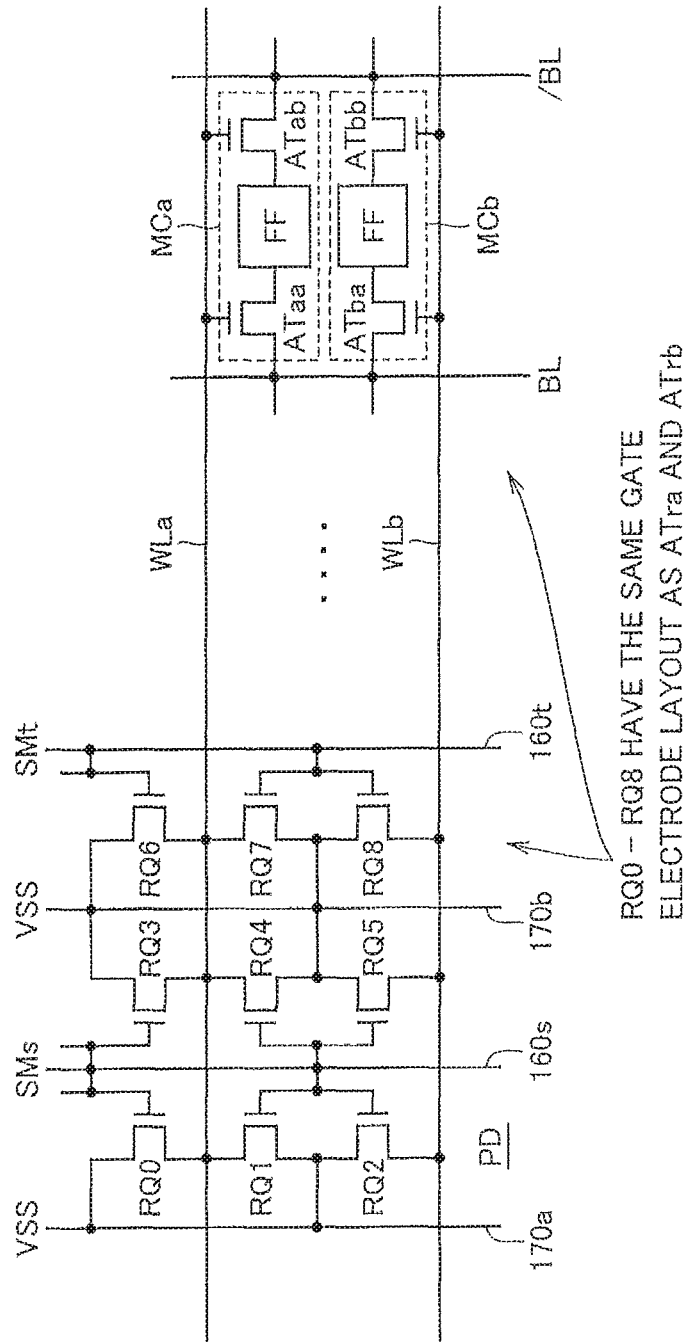 VSS
SMs
VSS
SMt
RQ0
RQ3
RQ6
WLa
MCa
RQ1
RQ4
RQ7
ATaa
FF
ATab
RQ2
RQ5
RQ8
WLb
ATba
FF
ATbb
MCb
PD
170a
160s
170b
160t
BL
/BL
RQ0 – RQ8 HAVE THE SAME GATE
ELECTRODE LAYOUT AS ATra AND ATrb